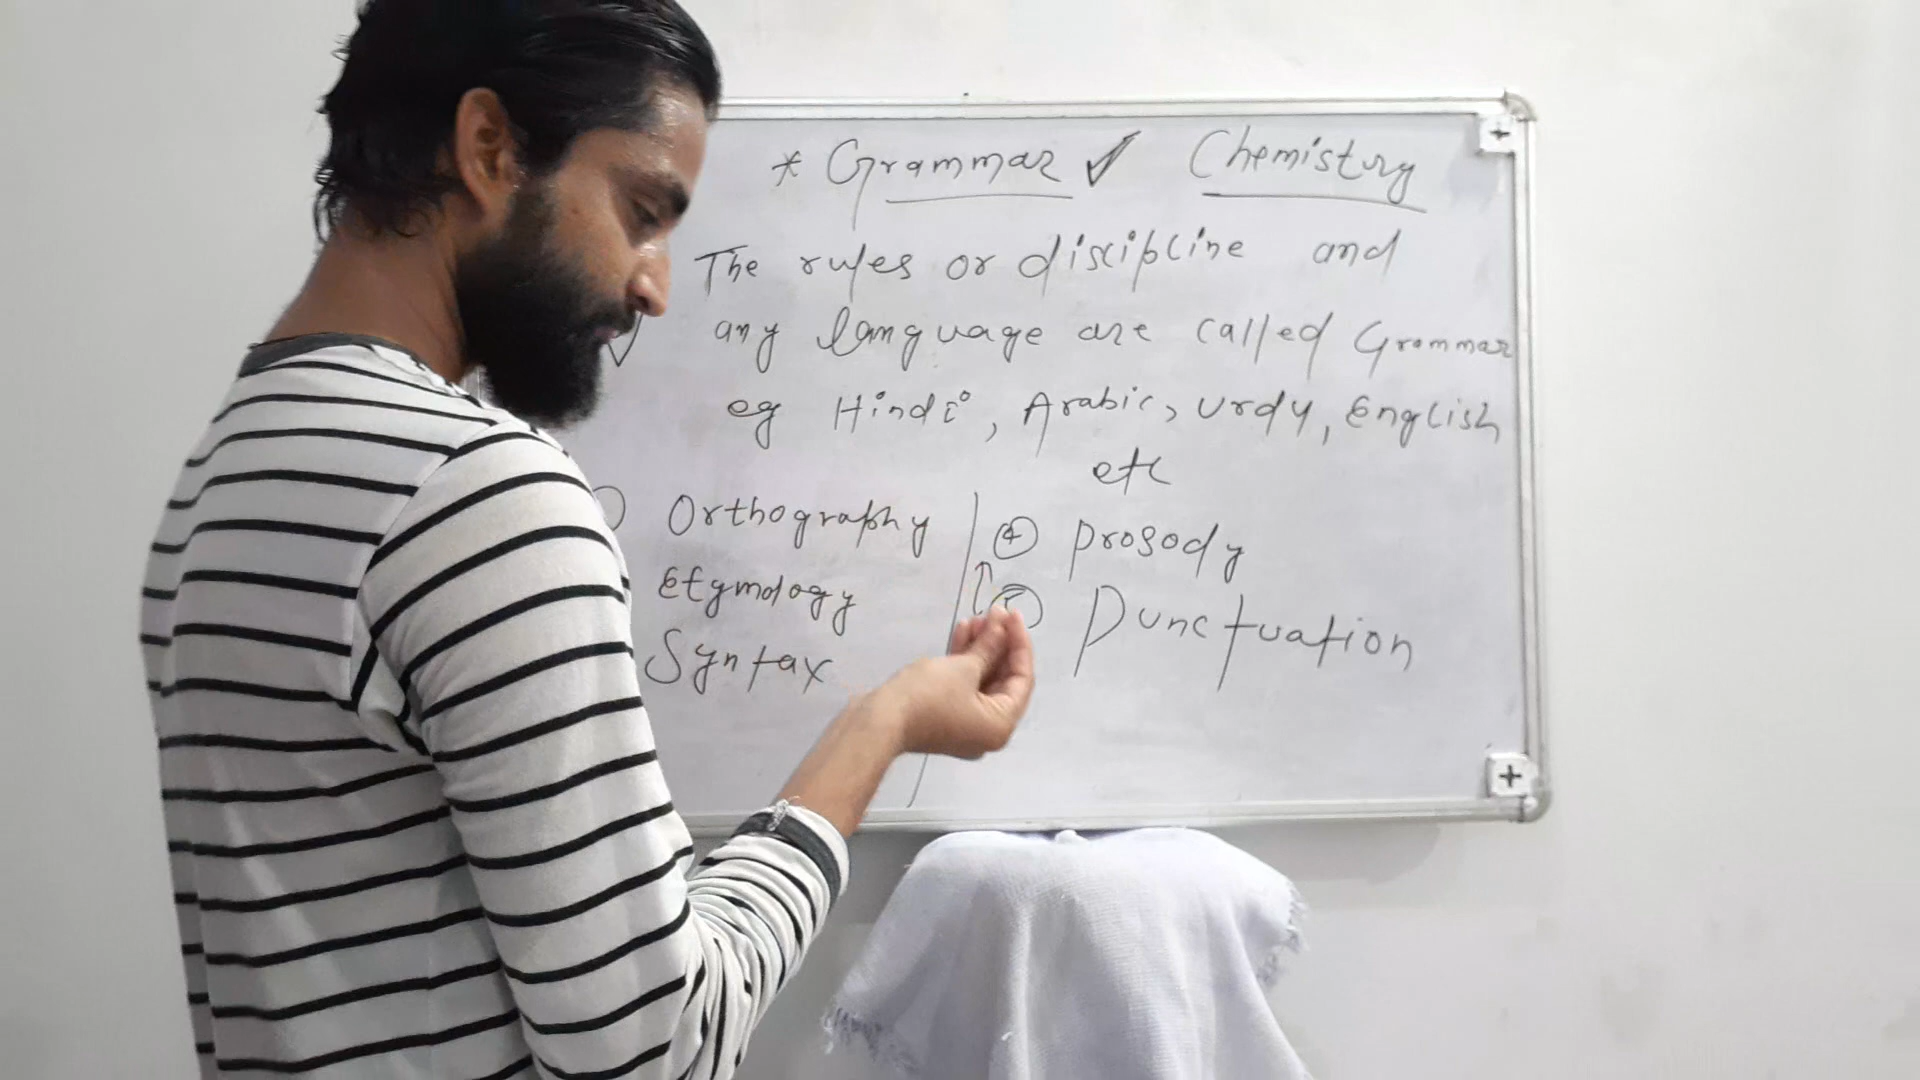 * Grammar ✓ Chemistry
The rules or discipline and
any language are called Grammar
eg Hindi, Arabic, Urdu, English
etc
Orthography
Etymology
Syntax
④ Prosody
⑤ Punctuation